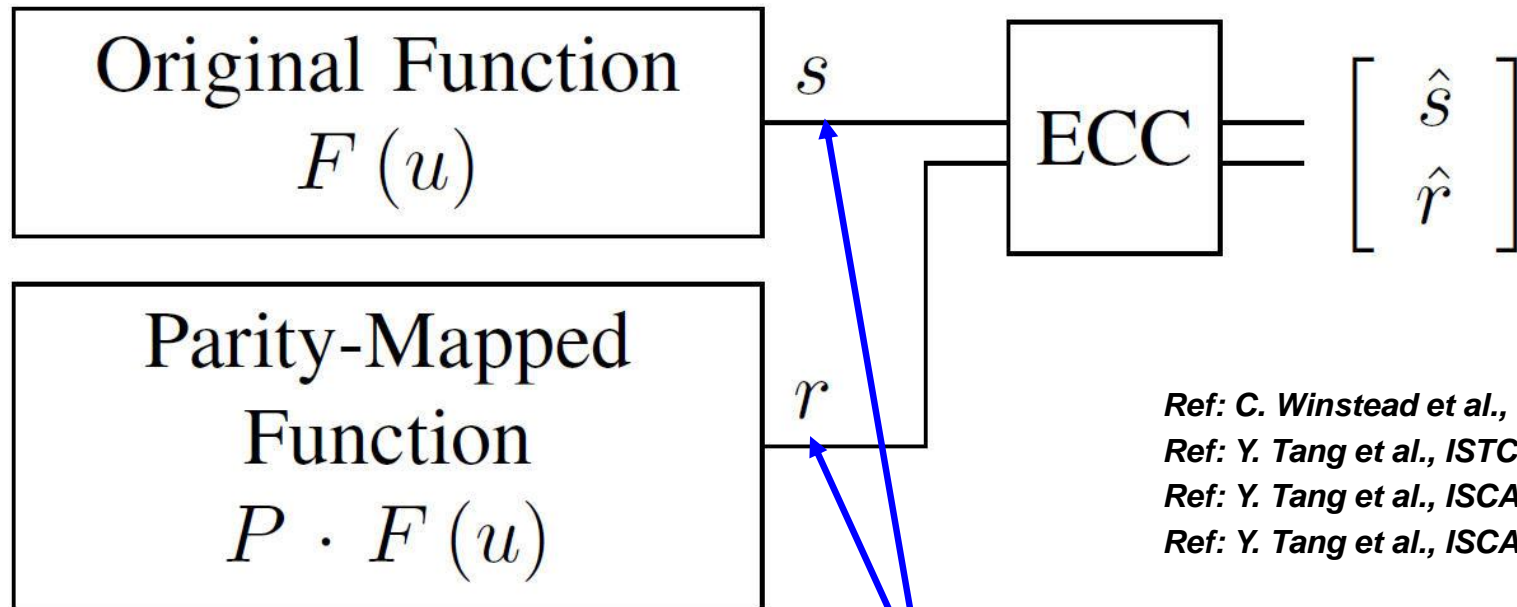 Original Function
F (u)
s
ECC
ŝ
r̂
Parity-Mapped
Function
P · F (u)
r
Ref: C. Winstead et al.,
Ref: Y. Tang et al., ISTC
Ref: Y. Tang et al., ISCA
Ref: Y. Tang et al., ISCA